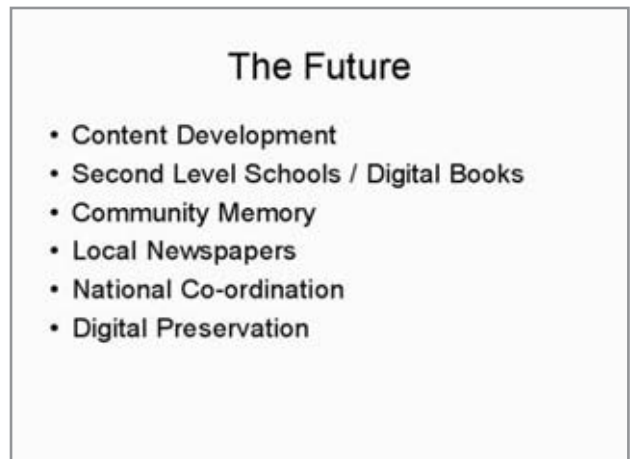 The Future
• Content Development
• Second Level Schools / Digital Books
• Community Memory
• Local Newspapers
• National Co-ordination
• Digital Preservation